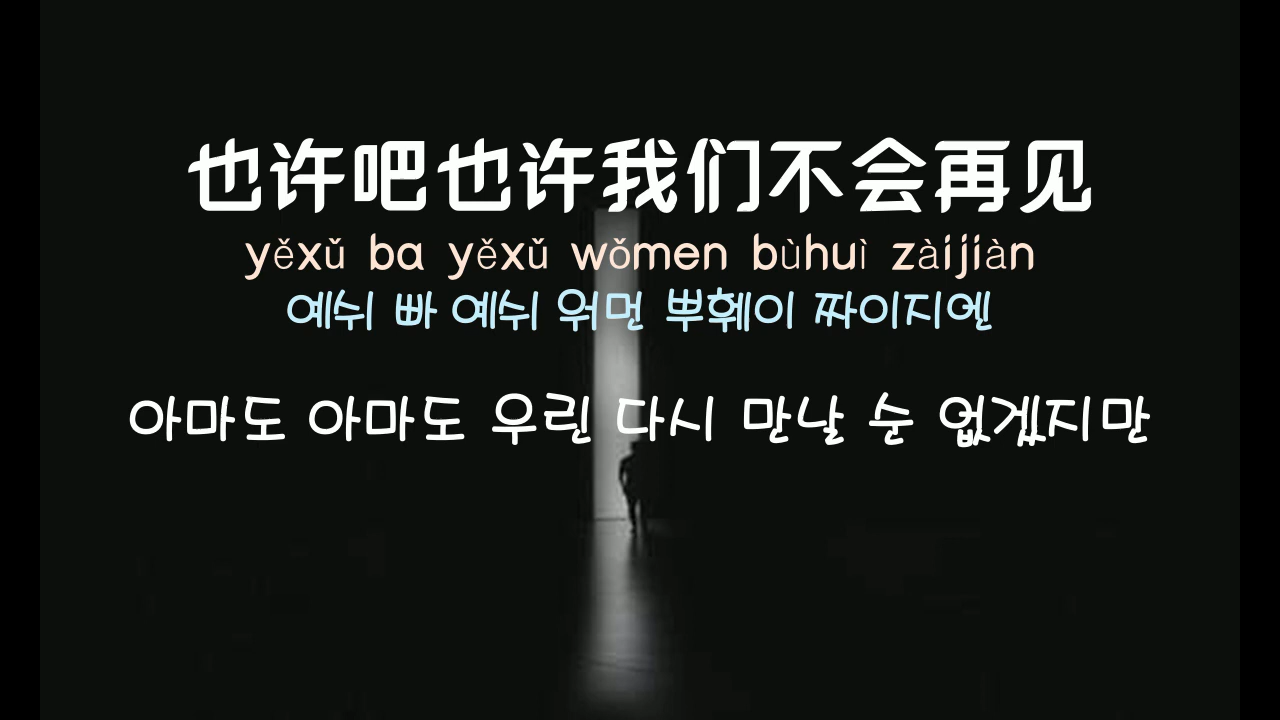 也许吧也许我们不会再见
yěxǔ ba yěxǔ wǒmen bùhuì zàijiàn
예쉬 빠 예쉬 워먼 뿌훼이 짜이지엔
아마도 아마도 우린 다시 만날 순 없겠지만